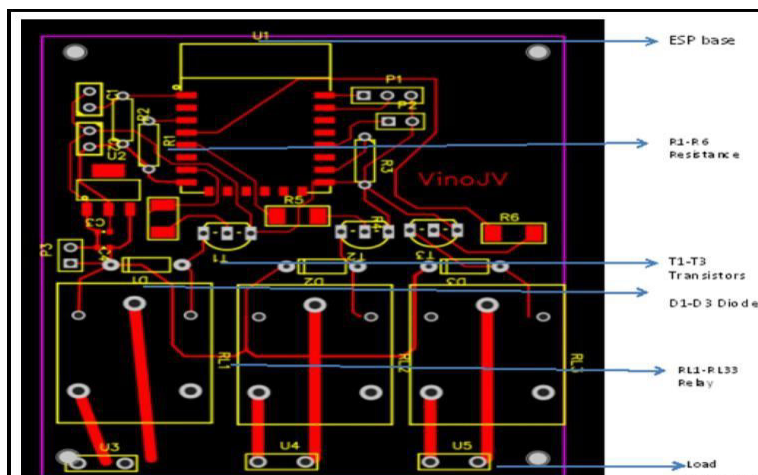 U1
ESP base
P1
C1
P2
R2
R1
R1-R6
Resistance
U2
R3
VinoJV
R5
R6
C3
R4
P3
T1
T2
T3
T1-T3
Transistors
D1
D2
D3
D1-D3 Diode
RL1
RL2
RL1-RL33
Relay
U3
U4
U5
Load